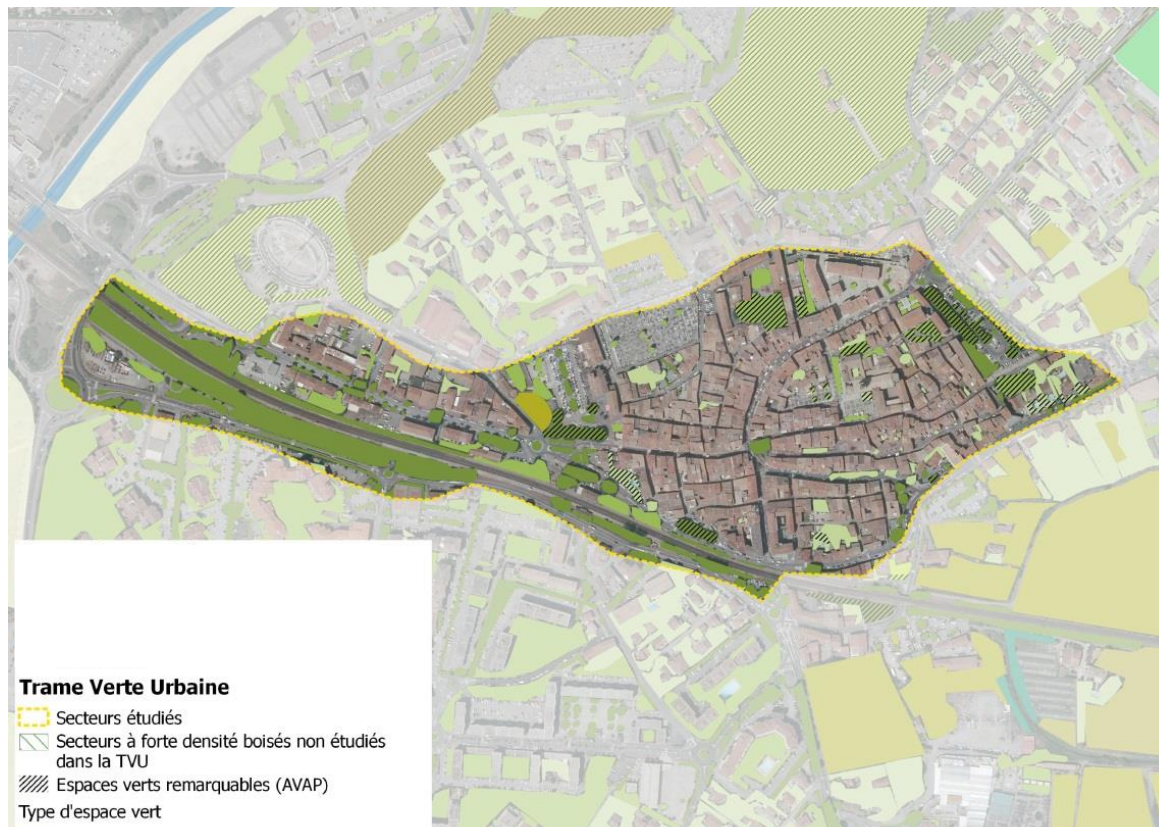 Trame Verte Urbaine
Secteurs étudiés
Secteurs à forte densité boisés non étudiés
dans la TVU
Espaces verts remarquables (AVAP)
Type d'espace vert